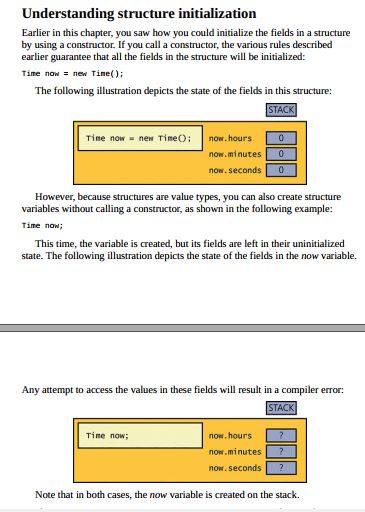 Understanding structure initialization
Earlier in this chapter, you saw how you could initialize the fields in a structure
by using a constructor. If you call a constructor, the various rules described
earlier guarantee that all the fields in the structure will be initialized:
Time now = new Time();
The following illustration depicts the state of the fields in this structure:
STACK
Time now = new Time();
now.hours 0
now.minutes 0
now.seconds 0
However, because structures are value types, you can also create structure
variables without calling a constructor, as shown in the following example:
Time now;
This time, the variable is created, but its fields are left in their uninitialized
state. The following illustration depicts the state of the fields in the now variable.
Any attempt to access the values in these fields will result in a compiler error:
STACK
Time now;
now.hours ?
now.minutes ?
now.seconds ?
Note that in both cases, the now variable is created on the stack.